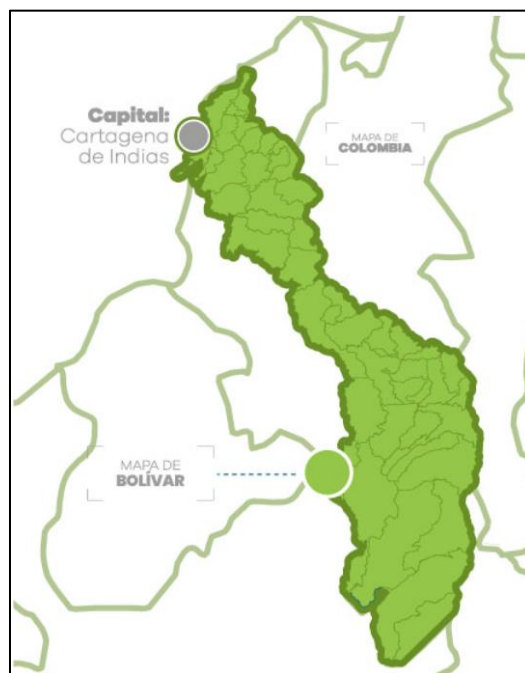 Capital:
Cartagena
de Indias
MAPA DE
COLOMBIA
MAPA DE
BOLÍVAR